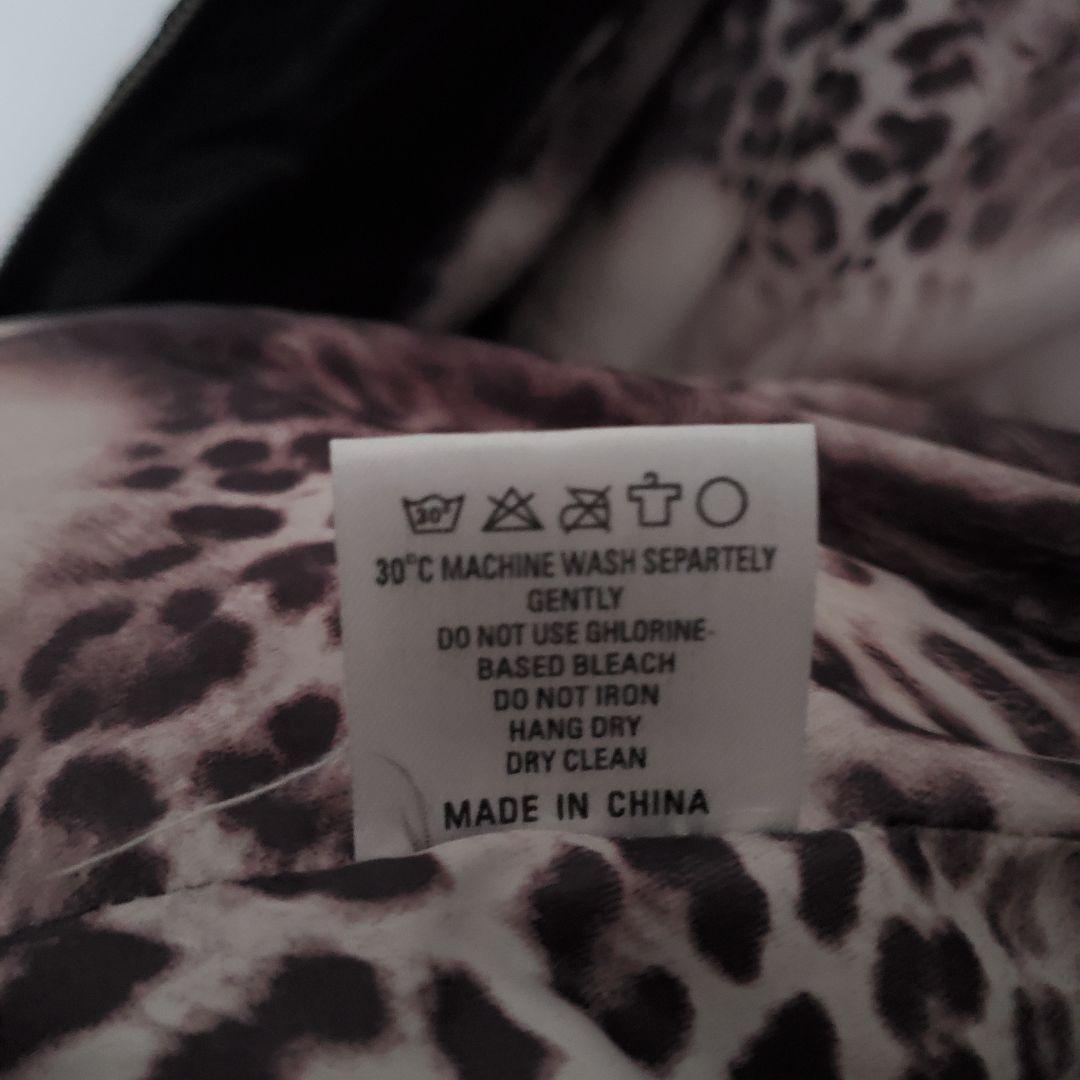 30°
30°C MACHINE WASH SEPARTELY
GENTLY
DO NOT USE GHLORINE-
BASED BLEACH
DO NOT IRON
HANG DRY
DRY CLEAN
MADE IN CHINA